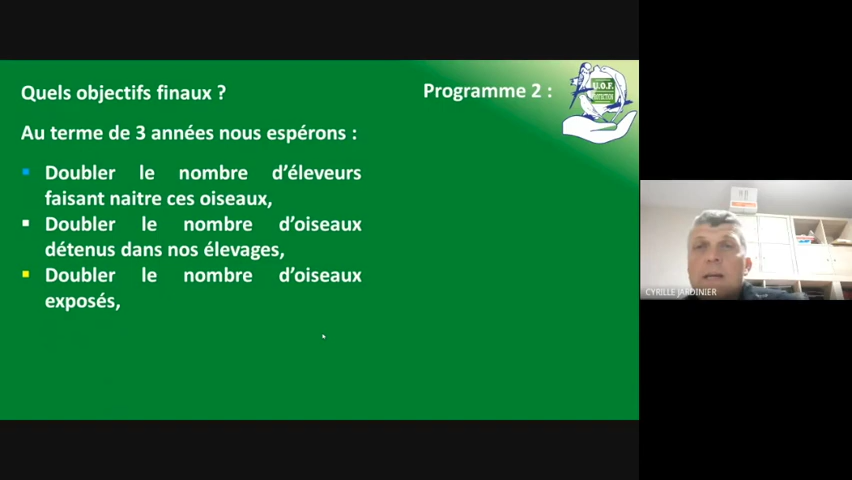 Quels objectifs finaux ?
Programme 2 :
U.O.F.
Au terme de 3 années nous espérons :
Doubler le nombre d'éleveurs
faisant naitre ces oiseaux,
Doubler le nombre d'oiseaux
détenus dans nos élevages,
Doubler le nombre d'oiseaux
exposés,
CYRILLE JARDINIER